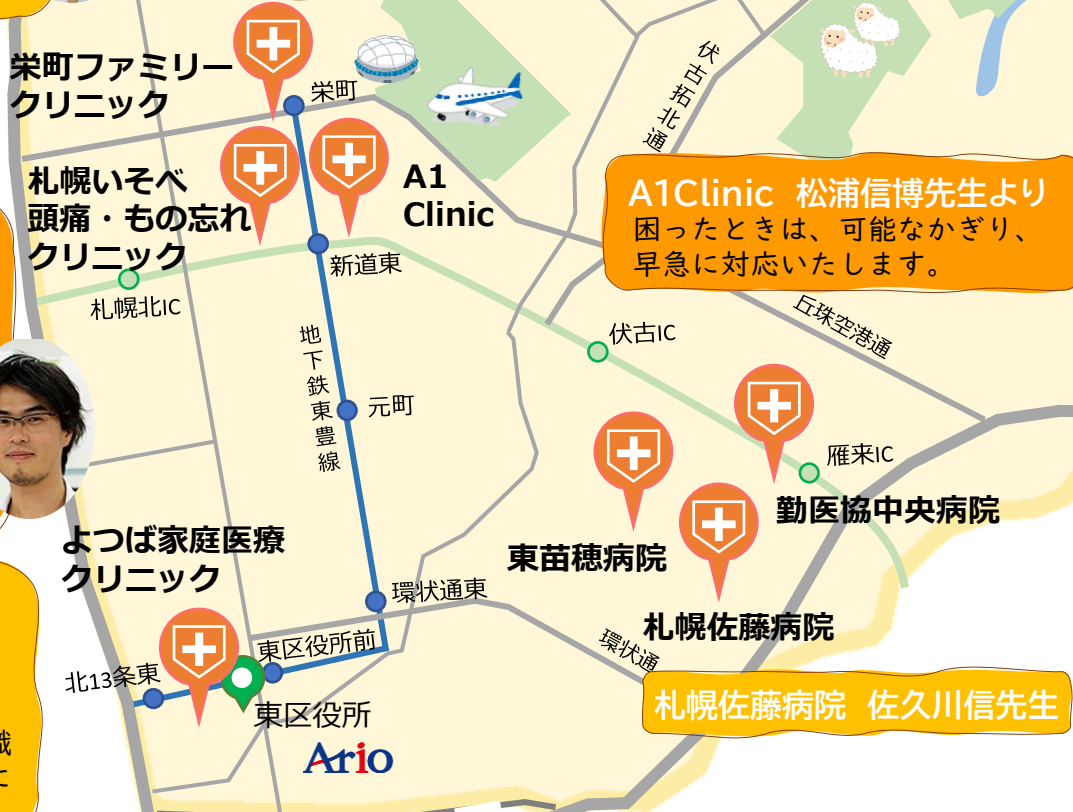 栄町ファミリー
クリニック
栄町
伏古拓北通
札幌いそべ
頭痛・もの忘れ
クリニック
A1
Clinic
A1Clinic 松浦信博先生より
困ったときは、可能なかぎり、
早急に対応いたします。
新道東
札幌北IC
丘珠空港通
伏古IC
地下鉄東豊線
元町
雁来IC
勤医協中央病院
東苗穂病院
よつば家庭医療
クリニック
環状通東
札幌佐藤病院
東区役所前
環状通
北13条東
札幌佐藤病院 佐久川信先生
東区役所
Ario
に